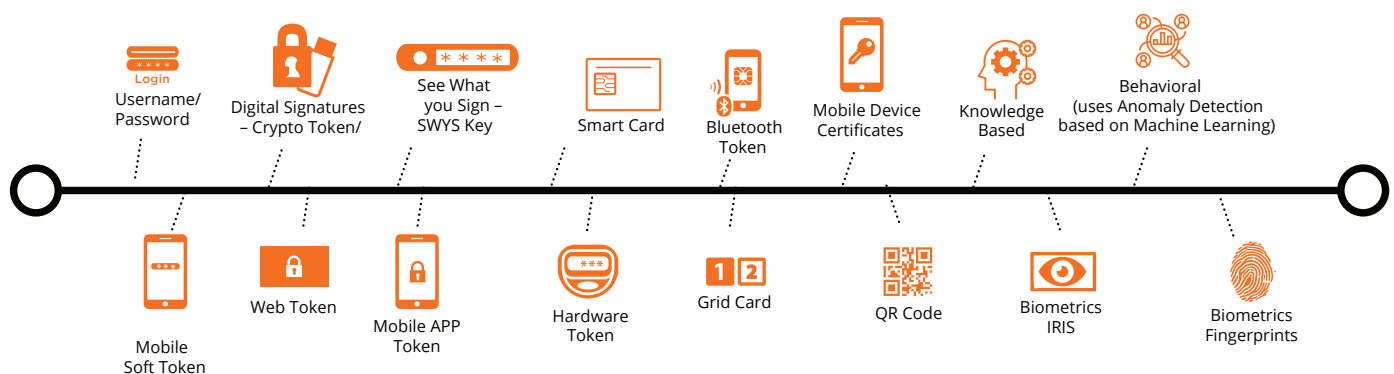 Login
Username/
Password
Digital Signatures
– Crypto Token/
See What
you Sign –
SWYS Key
Smart Card
Bluetooth
Token
Mobile Device
Certificates
Knowledge
Based
Behavioral
(uses Anomaly Detection
based on Machine Learning)
Mobile
Soft Token
Web Token
Mobile APP
Token
Hardware
Token
1 2
Grid Card
QR Code
Biometrics
IRIS
Biometrics
Fingerprints